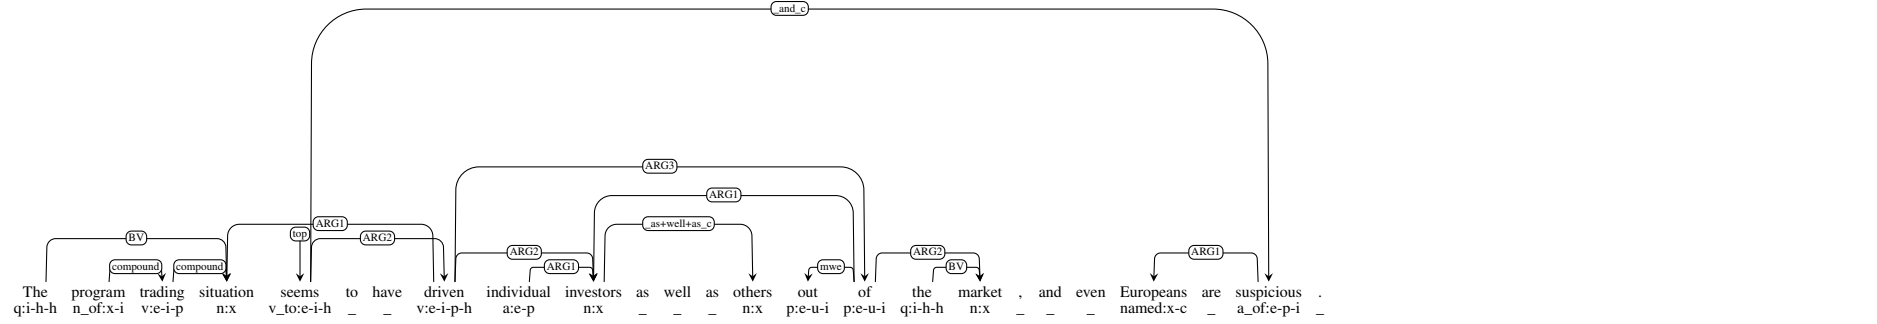 _and_c
ARG3
ARG1
ARG1 _as+well+as_c
BV top ARG2
ARG2 ARG2 ARG1
compound compound ARG1 mwe BV
The program trading situation seems to have driven individual investors as well as others out of the market , and even Europeans are suspicious .
q:i-h-h n_of:x-i v:e-i-p n:x v_to:e-i-h _ _ v:e-i-p-h a:e-p n:x _ _ _ n:x p:e-u-i p:e-u-i q:i-h-h n:x _ _ _ named:x-c _ a_of:e-p-i _